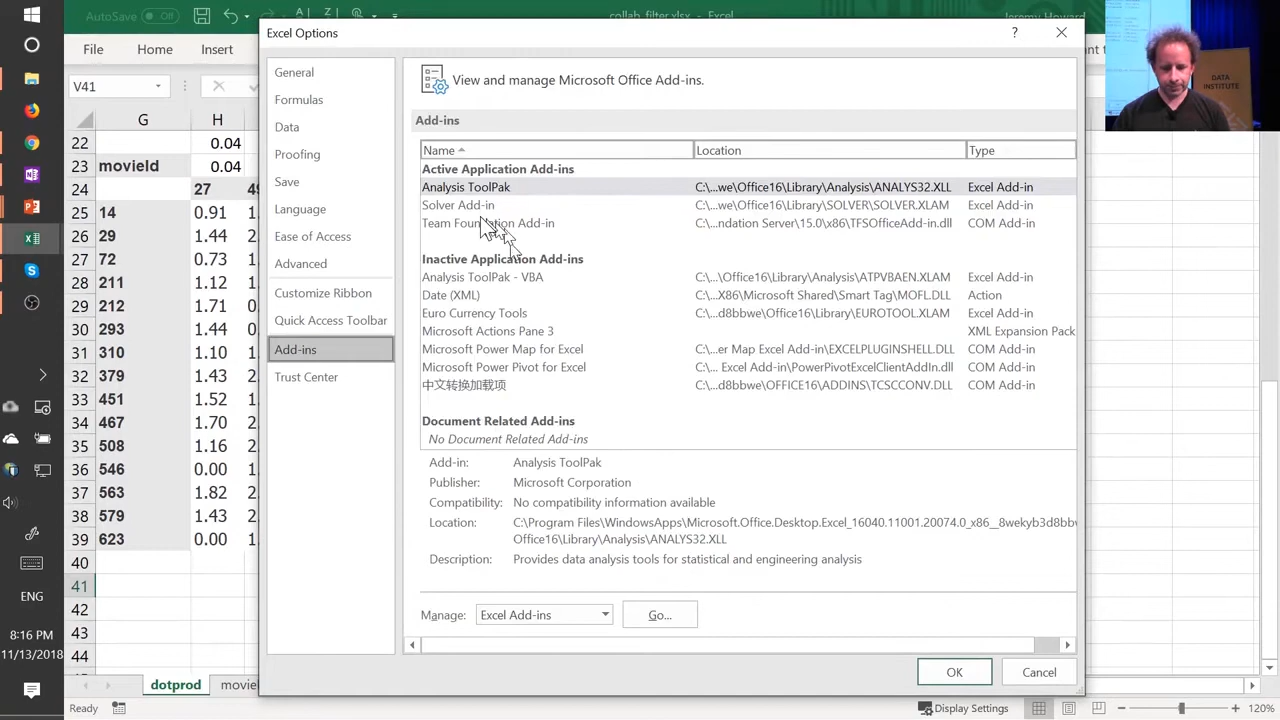 AutoSave Off
collab_filter.xlsx - Excel
Jeremy Howard
File Home Insert
V41
Excel Options
?
DATA
INSTITUTE
General
Formulas
Data
Proofing
Save
Language
Ease of Access
Advanced
Customize Ribbon
Quick Access Toolbar
Add-ins
Trust Center
View and manage Microsoft Office Add-ins.
Add-ins
Name Location Type
Active Application Add-ins
Analysis ToolPak C:\...we\Office16\Library\Analysis\ANALYS32.XLL Excel Add-in
Solver Add-in C:\...we\Office16\Library\SOLVER\SOLVER.XLAM Excel Add-in
Team Foundation Add-in C:\...ndation Server\15.0\x86\TFSOfficeAdd-in.dll COM Add-in
Inactive Application Add-ins
Analysis ToolPak - VBA C:\...\Office16\Library\Analysis\ATPVBAEN.XLAM Excel Add-in
Date (XML) C:\...X86\Microsoft Shared\Smart Tag\MOFL.DLL Action
Euro Currency Tools C:\...d8bbwe\Office16\Library\EUROTOOL.XLAM Excel Add-in
Microsoft Actions Pane 3 XML Expansion Pack
Microsoft Power Map for Excel C:\...er Map Excel Add-in\EXCELPLUGINSHELL.DLL COM Add-in
Microsoft Power Pivot for Excel C:\... Excel Add-in\PowerPivotExcelClientAddIn.dll COM Add-in
中文转换加载项 C:\...d8bbwe\OFFICE16\ADDINS\TCSCCONV.DLL COM Add-in
Document Related Add-ins
No Document Related Add-ins
Add-in: Analysis ToolPak
Publisher: Microsoft Corporation
Compatibility: No compatibility information available
Location: C:\Program Files\WindowsApps\Microsoft.Office.Desktop.Excel_16040.11001.20074.0_x86__8wekyb3d8bbw
Office16\Library\Analysis\ANALYS32.XLL
Description: Provides data analysis tools for statistical and engineering analysis
Manage: Excel Add-ins Go...
OK Cancel
G H
22 0.04
23 movieId 0.04
24 27
25 14 0.91
26 29 1.44
27 72 0.73
28 211 1.12
29 212 1.71
30 293 1.44
31 310 1.10
32 379 1.43
33 451 1.52
34 467 1.70
35 508 1.16
36 546 0.00
37 563 1.82
38 579 1.43
39 623 0.00
40
41
42
43
44
dotprod
Ready Display Settings 120%
ENG
8:16 PM
11/13/2018